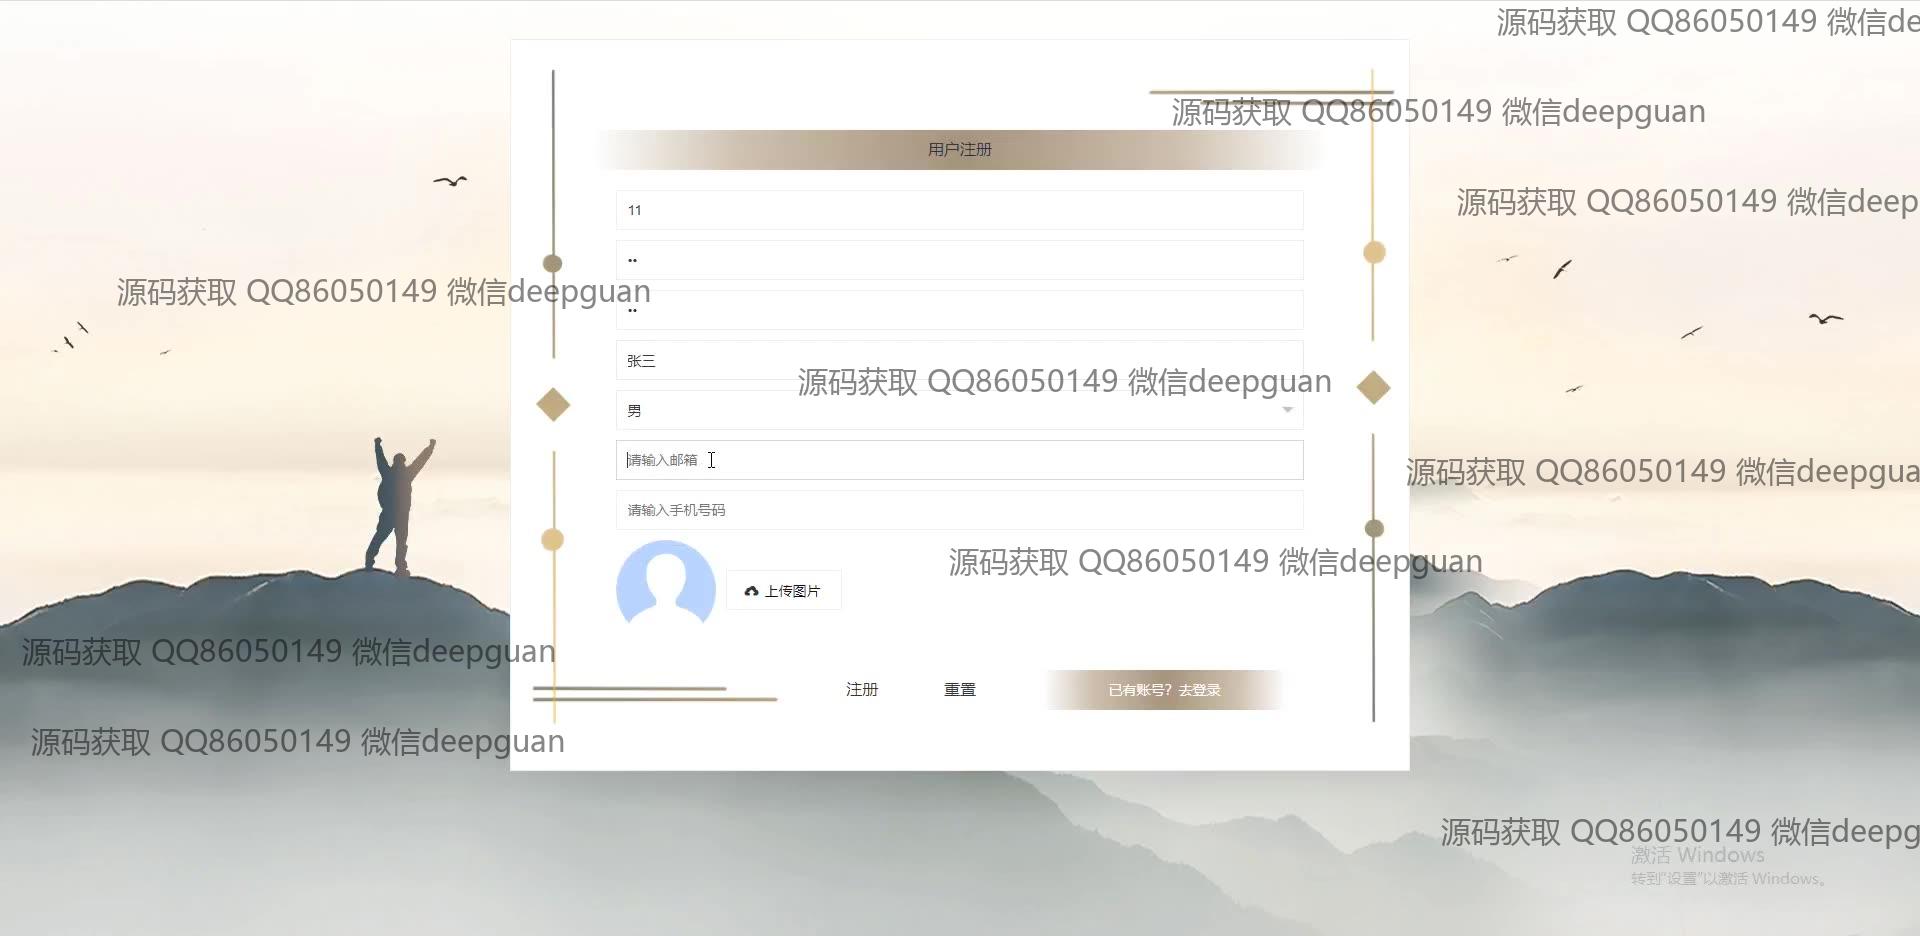 源码获取 QQ86050149 微信de
源码获取 QQ86050149 微信deepguan
用户注册
源码获取 QQ86050149 微信deep
11
••
源码获取 QQ86050149 微信deepguan
••
张三
源码获取 QQ86050149 微信deepguan
男
请输入邮箱
源码获取 QQ86050149 微信deepgua
请输入手机号码
源码获取 QQ86050149 微信deepguan
上传图片
源码获取 QQ86050149 微信deepguan
注册
重置
已有账号？去登录
源码获取 QQ86050149 微信deepguan
源码获取 QQ86050149 微信deepg
激活 Windows
转到“设置”以激活 Windows。